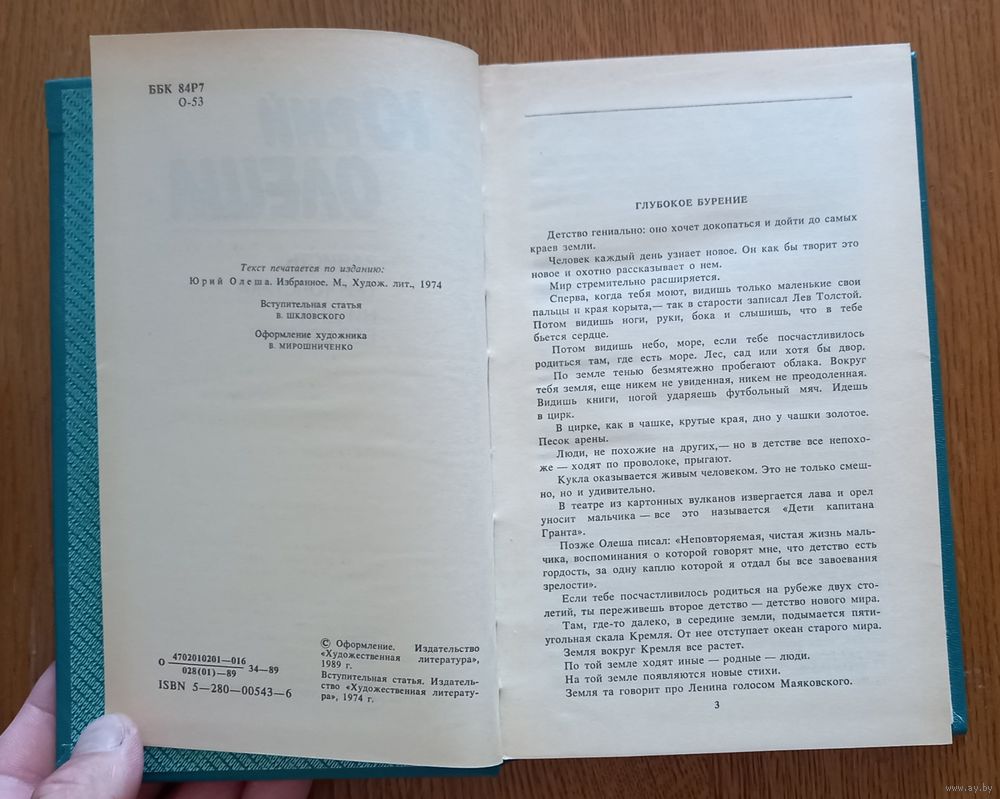 ББК 84Р7
О-53
Текст печатается по изданию:
Юрий Олеша. Избранное. М., Худож. лит., 1974
Вступительная статья
В. ШКЛОВСКОГО
Оформление художника
В. МИРОШНИЧЕНКО
О 4702010201—016 34—89
028(01)—89
ISBN 5—280—00543—6
© Оформление. Издательство
«Художественная литература»,
1989 г.
Вступительная статья. Издатель-
ство «Художественная литерату-
ра», 1974 г.
ГЛУБОКОЕ БУРЕНИЕ
Детство гениально: оно хочет докопаться и дойти до самых
краев земли.
Человек каждый день узнает новое. Он как бы творит это
новое и охотно рассказывает о нем.
Мир стремительно расширяется.
Сперва, когда тебя моют, видишь только маленькие свои
пальцы и края корыта,— так в старости записал Лев Толстой.
Потом видишь ноги, руки, бока и слышишь, что в тебе
бьется сердце.
Потом видишь небо, море, если тебе посчастливилось
родиться там, где есть море. Лес, сад или хотя бы двор.
По земле тенью безмятежно пробегают облака. Вокруг
тебя земля, еще никем не увиденная, никем не преодоленная.
Видишь книги, ногой ударяешь футбольный мяч. Идешь
в цирк.
В цирке, как в чашке, крутые края, дно у чашки золотое.
Песок арены.
Люди, не похожие на других,— но в детстве все непохо-
же — ходят по проволоке, прыгают.
Кукла оказывается живым человеком. Это не только смеш-
но, но и удивительно.
В театре из картонных вулканов извергается лава и орел
уносит мальчика — все это называется «Дети капитана
Гранта».
Позже Олеша писал: «Неповторяемая, чистая жизнь маль-
чика, воспоминания о которой говорят мне, что детство есть
гордость, за одну каплю которой я отдал бы все завоевания
зрелости».
Если тебе посчастливилось родиться на рубеже двух сто-
летий, ты переживешь второе детство — детство нового мира.
Там, где-то далеко, в середине земли, подымается пяти-
угольная скала Кремля. От нее отступает океан старого мира.
Земля вокруг Кремля все растет.
По той земле ходят иные — родные — люди.
На той земле появляются новые стихи.
Земля та говорит про Ленина голосом Маяковского.
3
www.ay.by